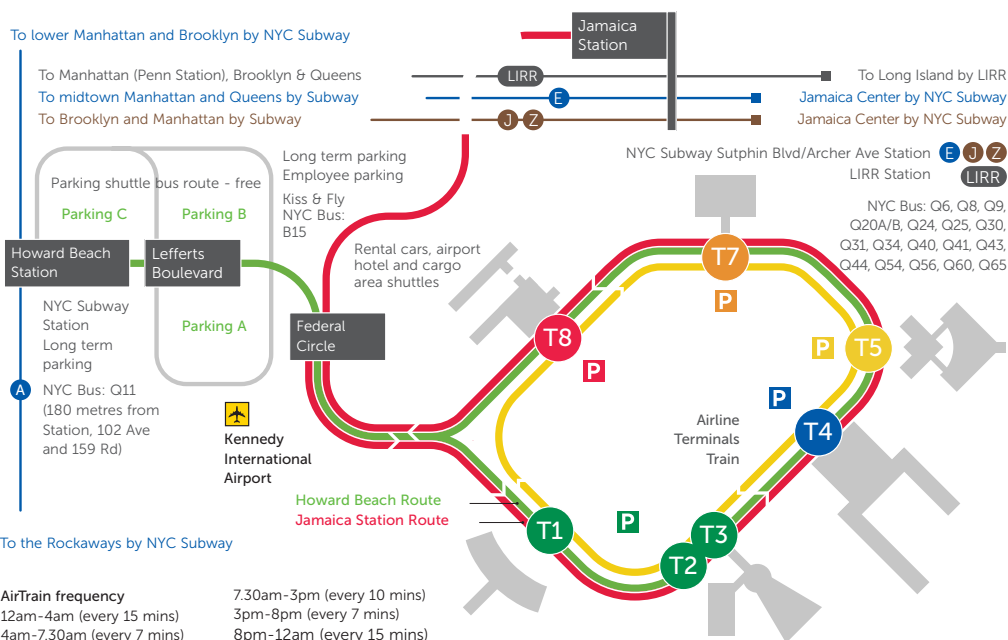 To lower Manhattan and Brooklyn by NYC Subway
Jamaica
Station
To Manhattan (Penn Station), Brooklyn & Queens
LIRR
To Long Island by LIRR
To midtown Manhattan and Queens by Subway
E
Jamaica Center by NYC Subway
To Brooklyn and Manhattan by Subway
J Z
Jamaica Center by NYC Subway
NYC Subway Sutphin Blvd/Archer Ave Station E J Z
LIRR Station LIRR
NYC Bus: Q6, Q8, Q9,
Q20A/B, Q24, Q25, Q30,
Q31, Q34, Q40, Q41, Q43,
Q44, Q54, Q56, Q60, Q65
Long term parking
Employee parking
Kiss & Fly
NYC Bus:
B15
Rental cars, airport
hotel and cargo
area shuttles
Parking shuttle bus route - free
Parking C
Parking B
Howard Beach
Station
Lefferts
Boulevard
Parking A
Federal
Circle
NYC Subway
Station
Long term
parking
A
NYC Bus: Q11
(180 metres from
Station, 102 Ave
and 159 Rd)
Kennedy
International
Airport
T7
P
T8
P
T5
P
T4
P
Airline
Terminals
Train
Howard Beach Route
Jamaica Station Route
T1
P
T3
T2
To the Rockaways by NYC Subway
AirTrain frequency
12am-4am (every 15 mins)
4am-7.30am (every 7 mins)
7.30am-3pm (every 10 mins)
3pm-8pm (every 7 mins)
8pm-12am (every 15 mins)